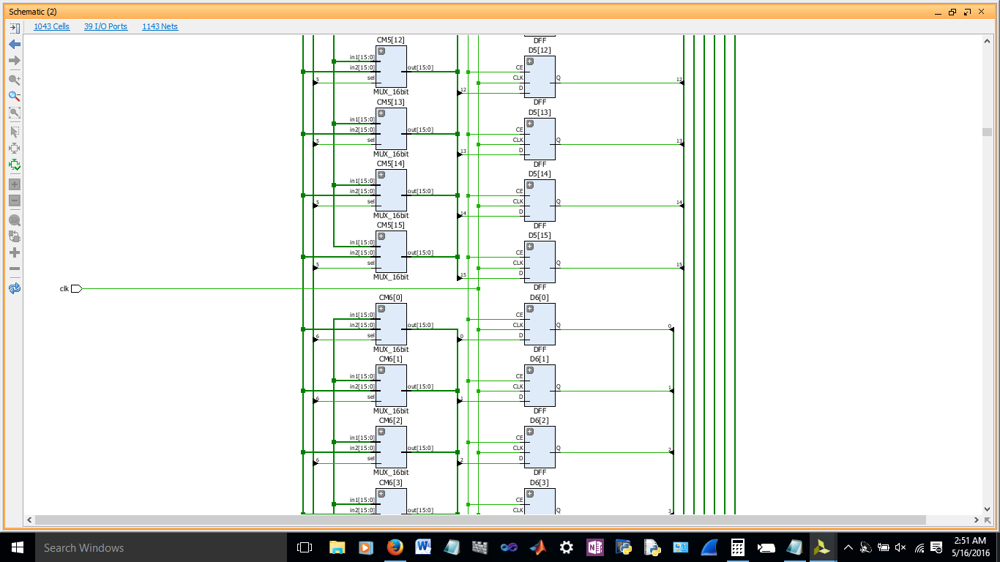 Schematic (2)
1043 Cells 39 I/O Ports 1143 Nets
CM5[12]
in1[15:0]
in2[15:0]
sel
out[15:0]
MUX_16bit
5
12
DFF
D5[12]
CE
CLK
D
Q
DFF
12
CM5[13]
in1[15:0]
in2[15:0]
sel
out[15:0]
MUX_16bit
5
13
D5[13]
CE
CLK
D
Q
DFF
13
CM5[14]
in1[15:0]
in2[15:0]
sel
out[15:0]
MUX_16bit
5
14
D5[14]
CE
CLK
D
Q
DFF
14
CM5[15]
in1[15:0]
in2[15:0]
sel
out[15:0]
MUX_16bit
5
15
D5[15]
CE
CLK
D
Q
DFF
15
clk
CM6[0]
in1[15:0]
in2[15:0]
sel
out[15:0]
MUX_16bit
6
0
D6[0]
CE
CLK
D
Q
DFF
0
CM6[1]
in1[15:0]
in2[15:0]
sel
out[15:0]
MUX_16bit
6
1
D6[1]
CE
CLK
D
Q
DFF
1
CM6[2]
in1[15:0]
in2[15:0]
sel
out[15:0]
MUX_16bit
6
2
D6[2]
CE
CLK
D
Q
DFF
2
CM6[3]
in1[15:0]
in2[15:0]
out[15:0]
D6[3]
CE
CLK
Q
3
Search Windows
2:51 AM
5/16/2016